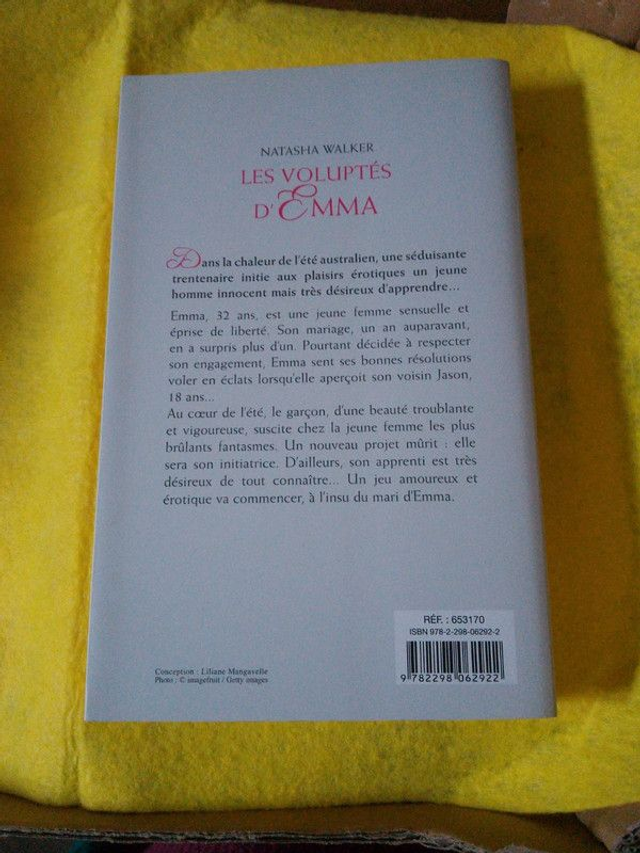 NATASHA WALKER
LES VOLUPTÉS
D'EMMA
Dans la chaleur de l'été australien, une séduisante
trentenaire initie aux plaisirs érotiques un jeune
homme innocent mais très désireux d'apprendre...
Emma, 32 ans, est une jeune femme sensuelle et
éprise de liberté. Son mariage, un an auparavant,
en a surpris plus d'un. Pourtant décidée à respecter
son engagement, Emma sent ses bonnes résolutions
voler en éclats lorsqu'elle aperçoit son voisin Jason,
18 ans...
Au cœur de l'été, le garçon, d'une beauté troublante
et vigoureuse, suscite chez la jeune femme les plus
brûlants fantasmes. Un nouveau projet mûrit : elle
sera son initiatrice. D'ailleurs, son apprenti est très
désireux de tout connaître... Un jeu amoureux et
érotique va commencer, à l'insu du mari d'Emma.
RÉF. : 653170
ISBN 978-2-298-06292-2
9 782298 062922
Conception : Liliane Mangavelle
Photo : © imagefruit / Getty images